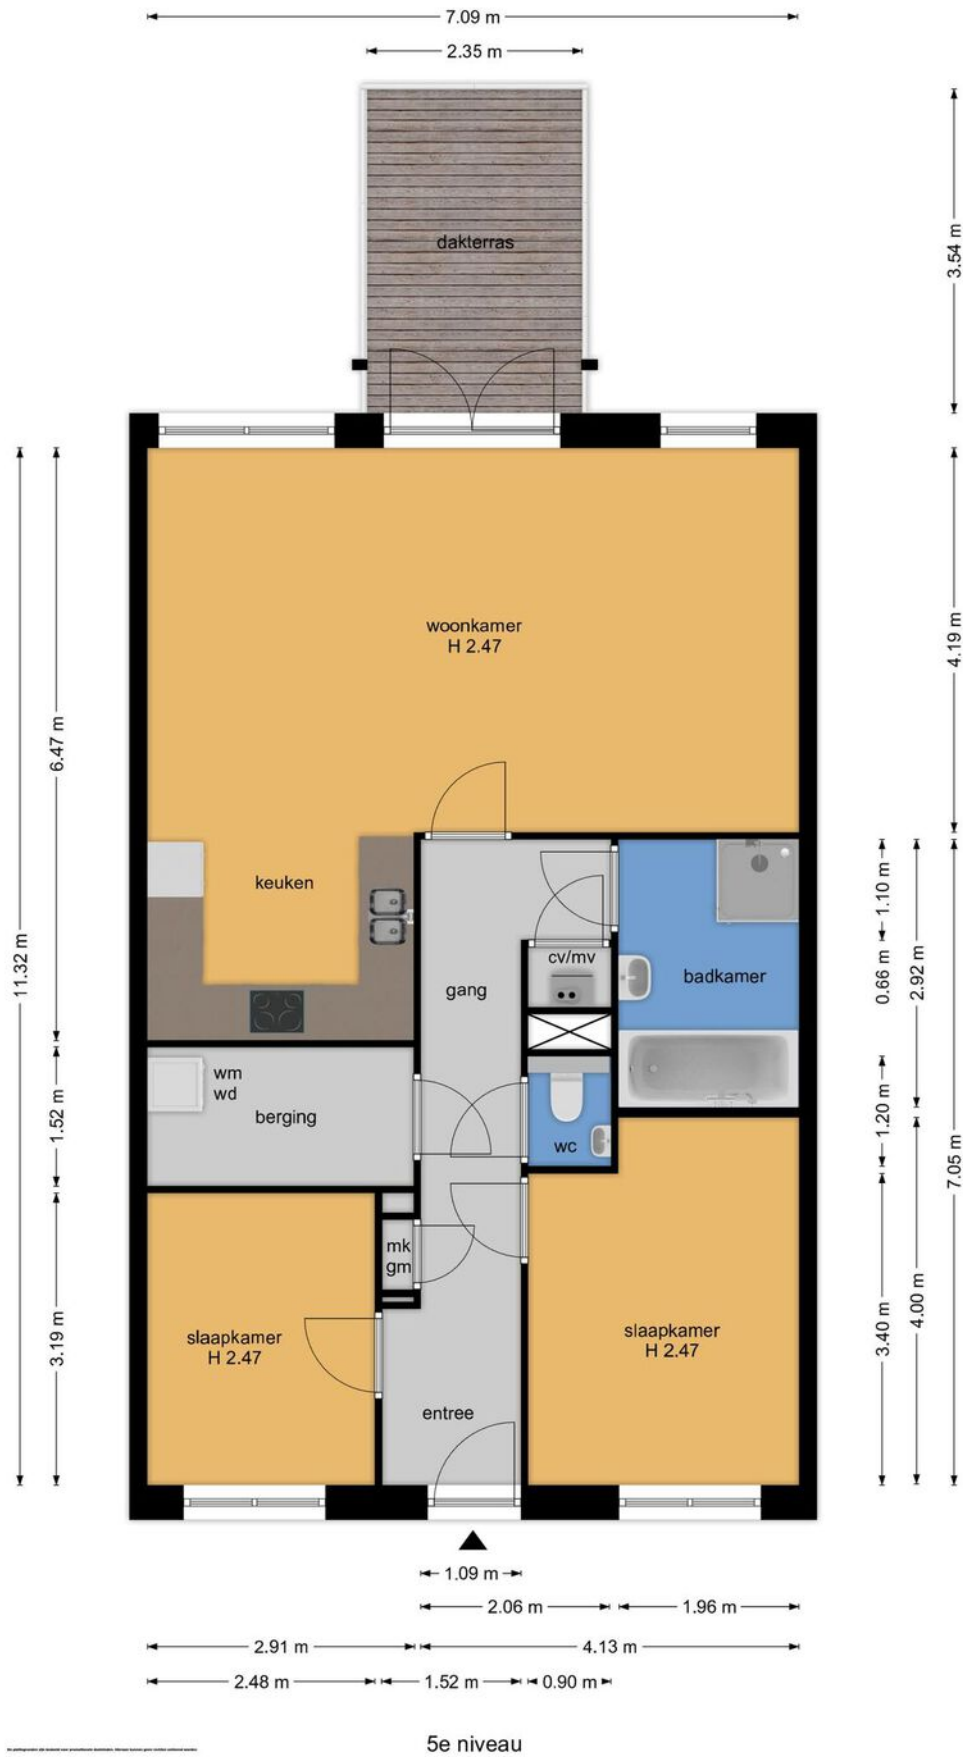 7.09 m
2.35 m
dakterras
3.54 m
woonkamer
H 2.47
4.19 m
6.47 m
11.32 m
keuken
1.10 m
cv/mv
0.66 m
2.92 m
gang
badkamer
wm
wd
berging
1.52 m
wc
1.20 m
7.05 m
mk
gm
slaapkamer
H 2.47
slaapkamer
H 2.47
3.19 m
3.40 m
4.00 m
entree
1.09 m
2.06 m
1.96 m
2.91 m
4.13 m
2.48 m
1.52 m
0.90 m
5e niveau